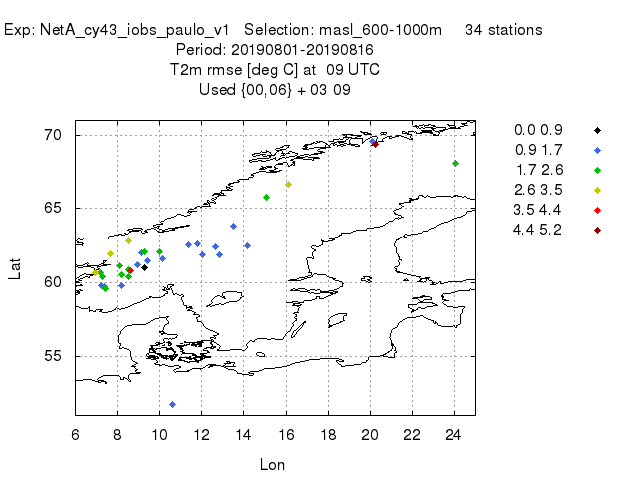 Exp: NetA_cy43_iobs_paulo_v1 Selection: masl_600-1000m 34 stations
Period: 20190801-20190816
T2m rmse [deg C] at 09 UTC
Used {00,06} + 03 09
70
65
60
55
Lat
6 8 10 12 14 16 18 20 22 24
Lon
0.0 0.9
0.9 1.7
1.7 2.6
2.6 3.5
3.5 4.4
4.4 5.2